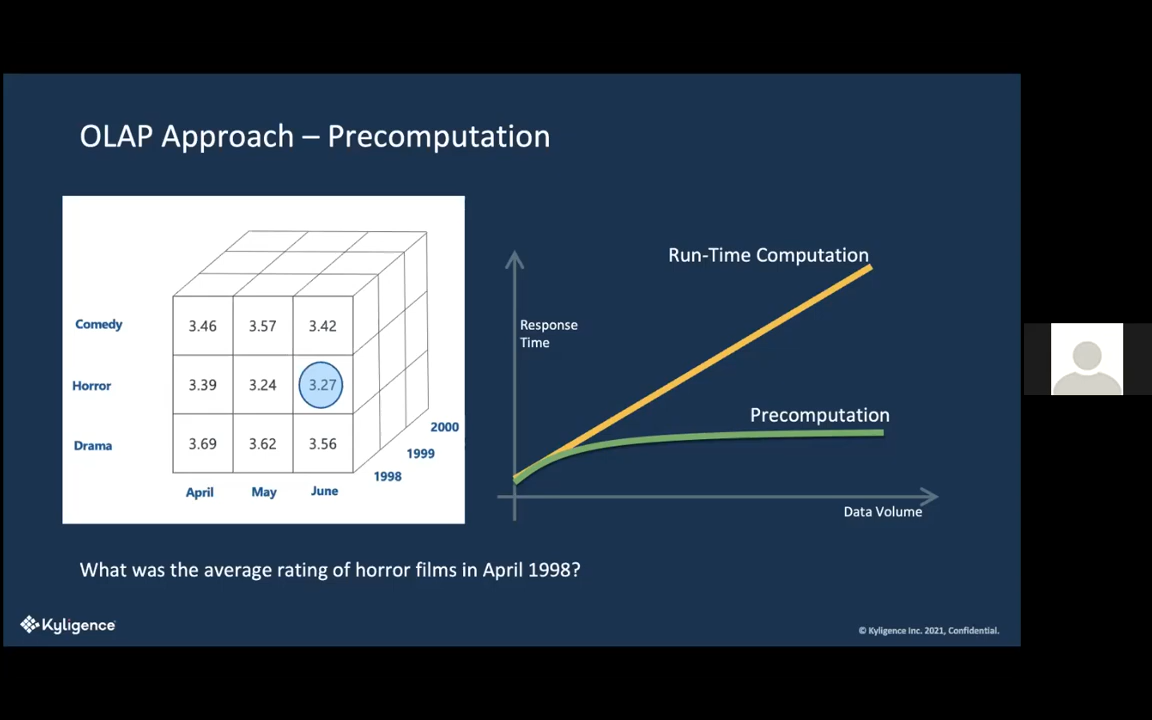 OLAP Approach – Precomputation
Comedy 3.46 3.57 3.42
Horror 3.39 3.24 3.27
Drama 3.69 3.62 3.56
April May June
1998
1999
2000
Run-Time Computation
Response
Time
Precomputation
Data Volume
What was the average rating of horror films in April 1998?
Kyligence
© Kyligence Inc. 2021, Confidential.